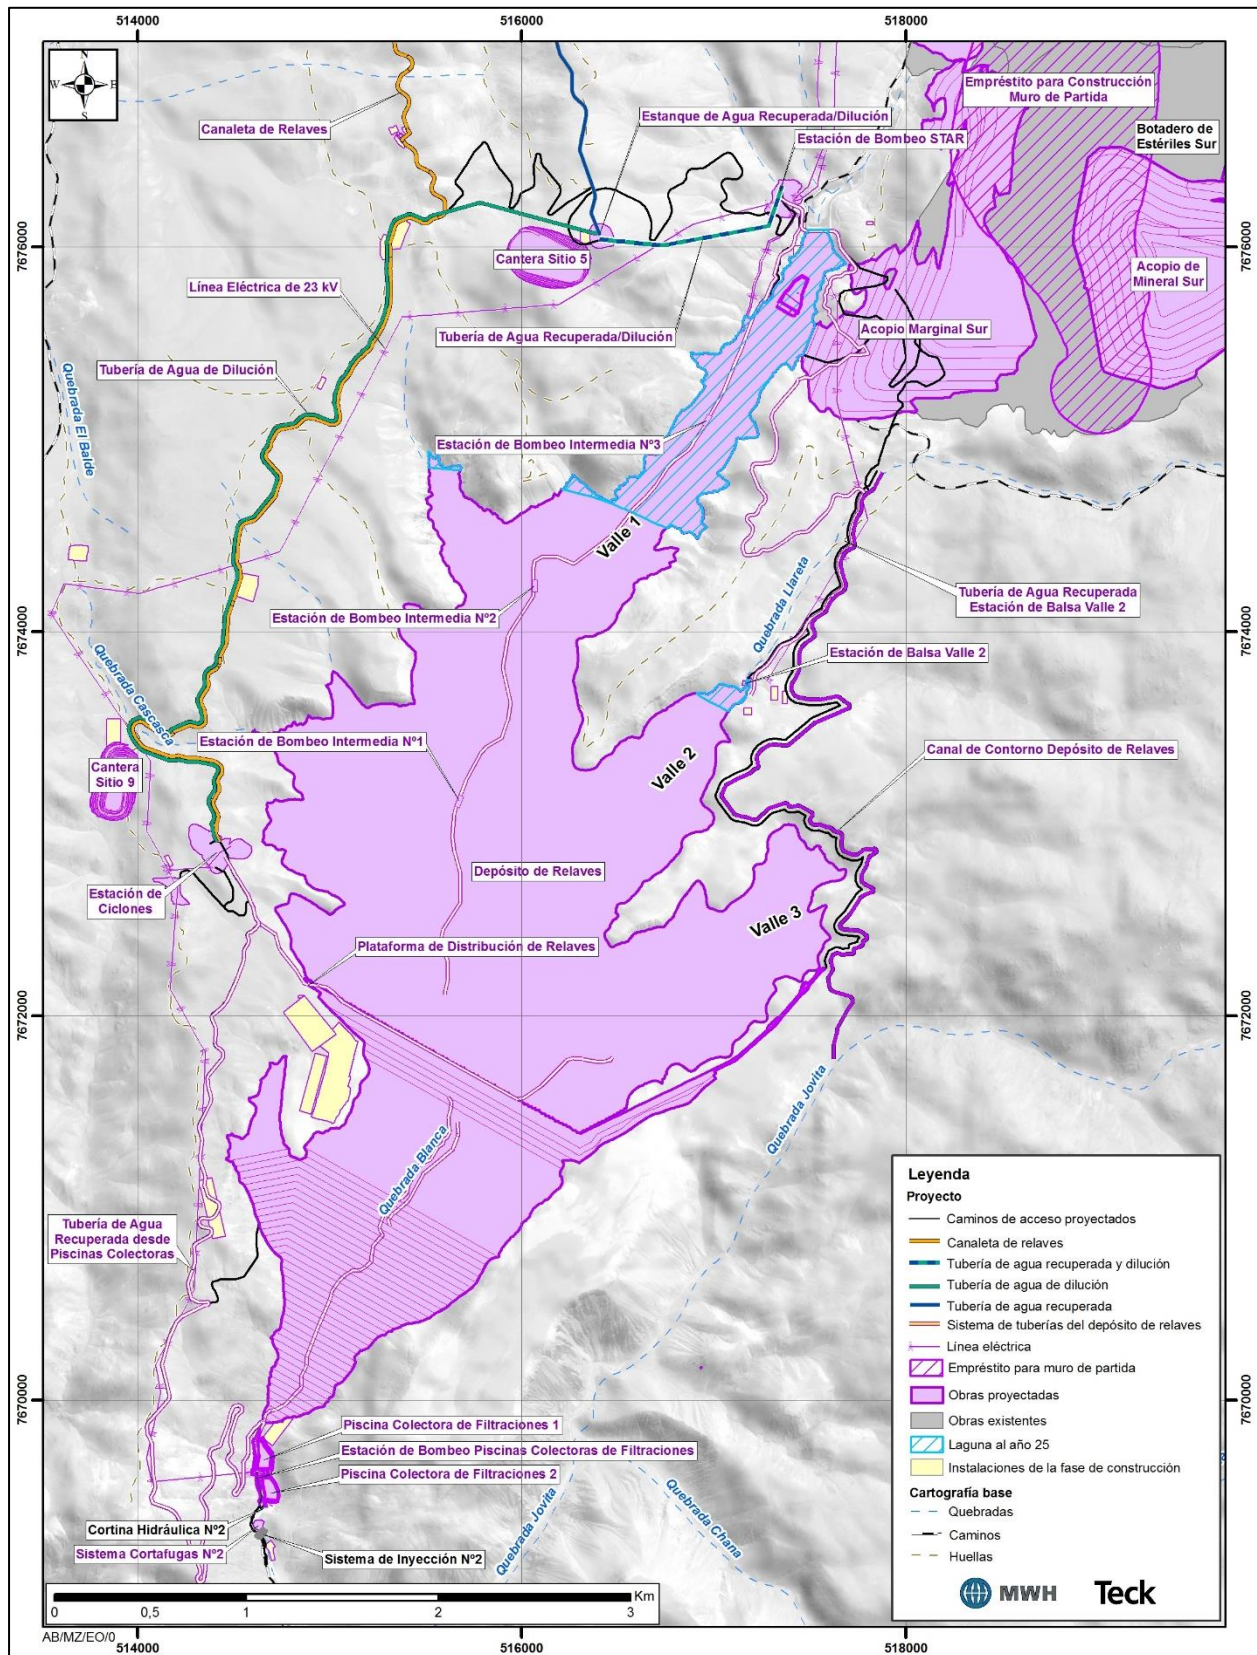 514000
516000
518000
N
W
E
S
Canaleta de Relaves
Empréstito para Construcción
Muro de Partida
Estanque de Agua Recuperada/Dilución
Botadero de
Estériles Sur
Estación de Bombeo STAR
7676000
7676000
Cantera Sitio 5
Acopio de
Mineral Sur
Línea Eléctrica de 23 kV
Acopio Marginal Sur
Tubería de Agua Recuperada/Dilución
Tubería de Agua de Dilución
Quebrada El Balde
Estación de Bombeo Intermedia Nº3
Valle 1
Tubería de Agua Recuperada
Estación de Balsa Valle 2
Estación de Bombeo Intermedia Nº2
7674000
7674000
Quebrada Llareta
Estación de Balsa Valle 2
Quebrada Cascasca
Estación de Bombeo Intermedia Nº1
Canal de Contorno Depósito de Relaves
Valle 2
Cantera
Sitio 9
Depósito de Relaves
Estación de
Ciclones
Valle 3
Plataforma de Distribución de Relaves
7672000
7672000
Quebrada Jovita
Quebrada Blanca
Tubería de Agua
Recuperada desde
Piscinas Colectoras
7670000
7670000
Piscina Colectora de Filtraciones 1
Estación de Bombeo Piscinas Colectoras de Filtraciones
Piscina Colectora de Filtraciones 2
Cortina Hidráulica Nº2
Sistema Cortafugas Nº2
Sistema de Inyección Nº2
Quebrada Jovita
Quebrada Chana
Leyenda
Proyecto
Caminos de acceso proyectados
Canaleta de relaves
Tubería de agua recuperada y dilución
Tubería de agua de dilución
Tubería de agua recuperada
Sistema de tuberías del depósito de relaves
Línea eléctrica
Empréstito para muro de partida
Obras proyectadas
Obras existentes
Laguna al año 25
Instalaciones de la fase de construcción
Cartografía base
Quebradas
Caminos
Huellas
MWH
Teck
Km
0
0,5
1
2
3
AB/MZ/EO/0
514000
516000
518000